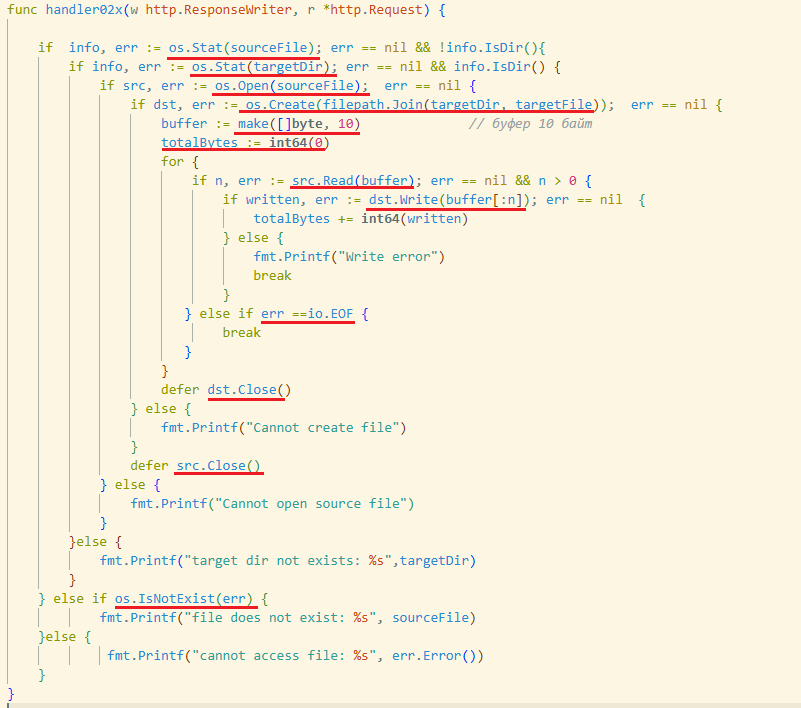 func handler02x(w http.ResponseWriter, r *http.Request) {
if  info, err := os.Stat(sourceFile); err == nil && !info.IsDir(){
if info, err := os.Stat(targetDir); err == nil && info.IsDir() {
if src, err := os.Open(sourceFile);  err == nil {
if dst, err := os.Create(filepath.Join(targetDir, targetFile));  err == nil {
buffer := make([]byte, 10)              // буфер 10 байт
totalBytes := int64(0)
for {
if n, err := src.Read(buffer); err == nil && n > 0 {
if written, err := dst.Write(buffer[:n]); err == nil  {
totalBytes += int64(written)
} else {
fmt.Printf("Write error")
break
}
} else if err ==io.EOF {
break
}
}
defer dst.Close()
} else {
fmt.Printf("Cannot create file")
}
defer src.Close()
} else {
fmt.Printf("Cannot open source file")
}
}else {
fmt.Printf("target dir not exists: %s",targetDir)
}
} else if os.IsNotExist(err) {
fmt.Printf("file does not exist: %s", sourceFile)
}else {
fmt.Printf("cannot access file: %s", err.Error())
}
}